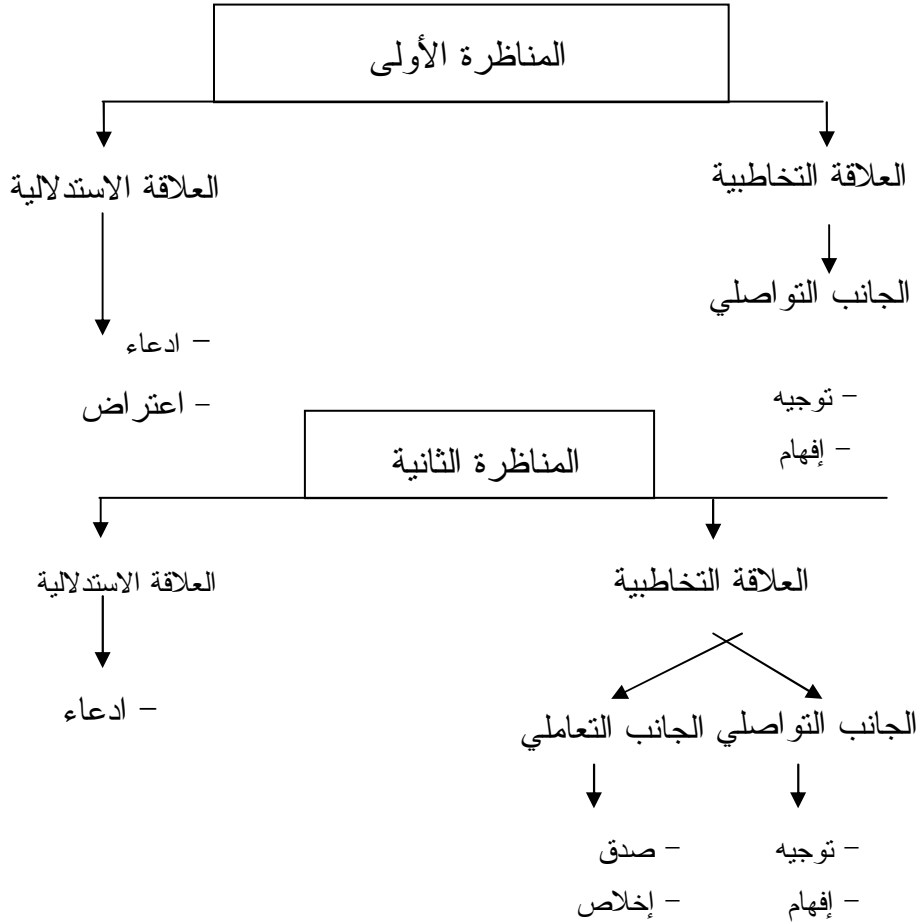 المناظرة الأولى
العلاقة التخاطبية
العلاقة الاستدلالية
الجانب التواصلي
– ادعاء
– اعتراض
– توجيه
– إفهام
المناظرة الثانية
العلاقة التخاطبية
العلاقة الاستدلالية
– ادعاء
الجانب التواصلي
الجانب التعاملي
– توجيه
– إفهام
– صدق
– إخلاص